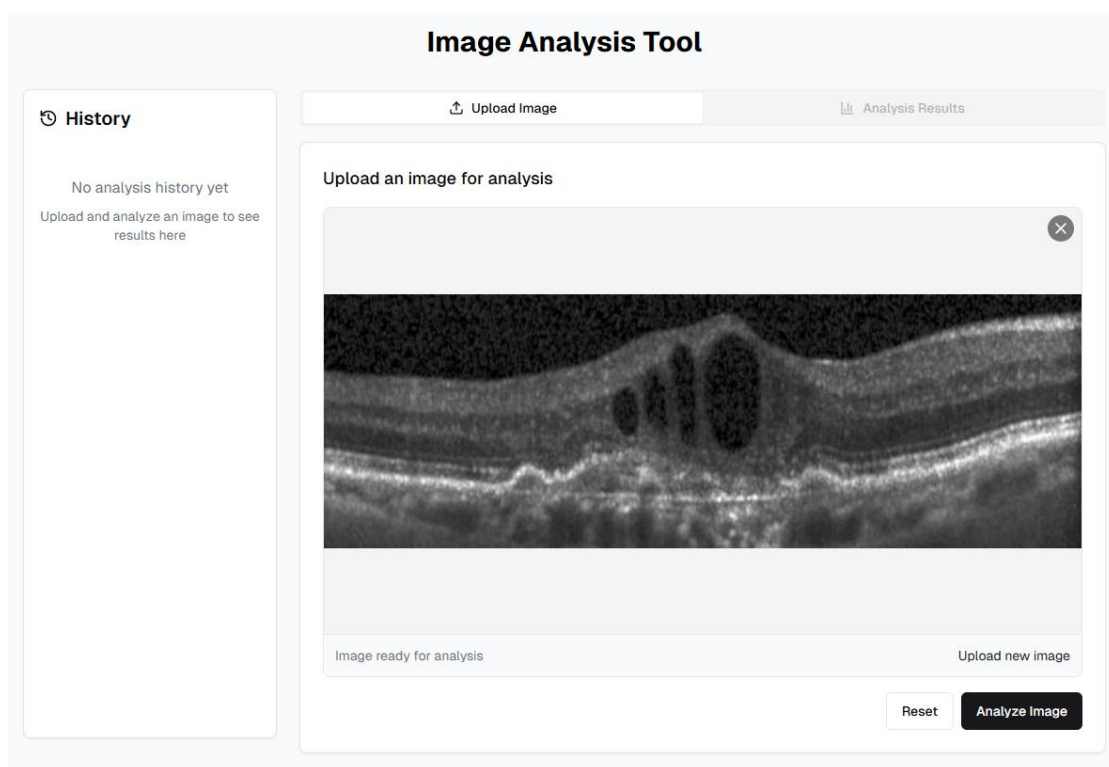 Image Analysis Tool
History
No analysis history yet
Upload and analyze an image to see
results here
Upload Image
Analysis Results
Upload an image for analysis
Image ready for analysis
Upload new image
Reset
Analyze Image